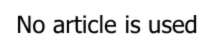 No article is used